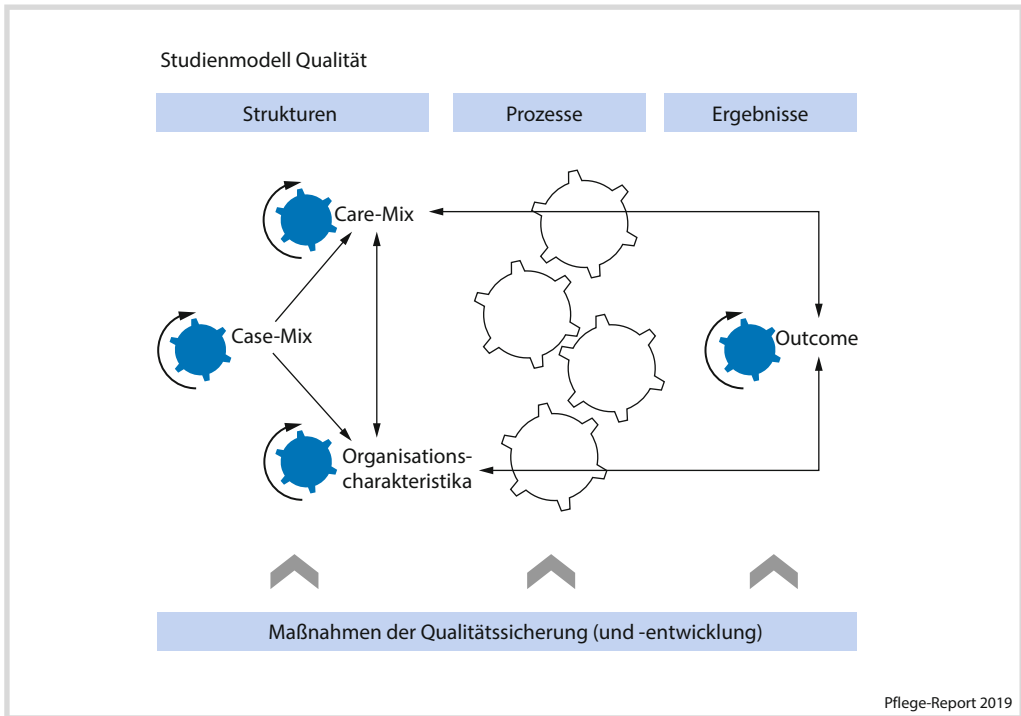 Studienmodell Qualität
Strukturen
Prozesse
Ergebnisse
Care-Mix
Case-Mix
Outcome
Organisations-
charakteristika
Maßnahmen der Qualitätssicherung (und -entwicklung)
Pflege-Report 2019